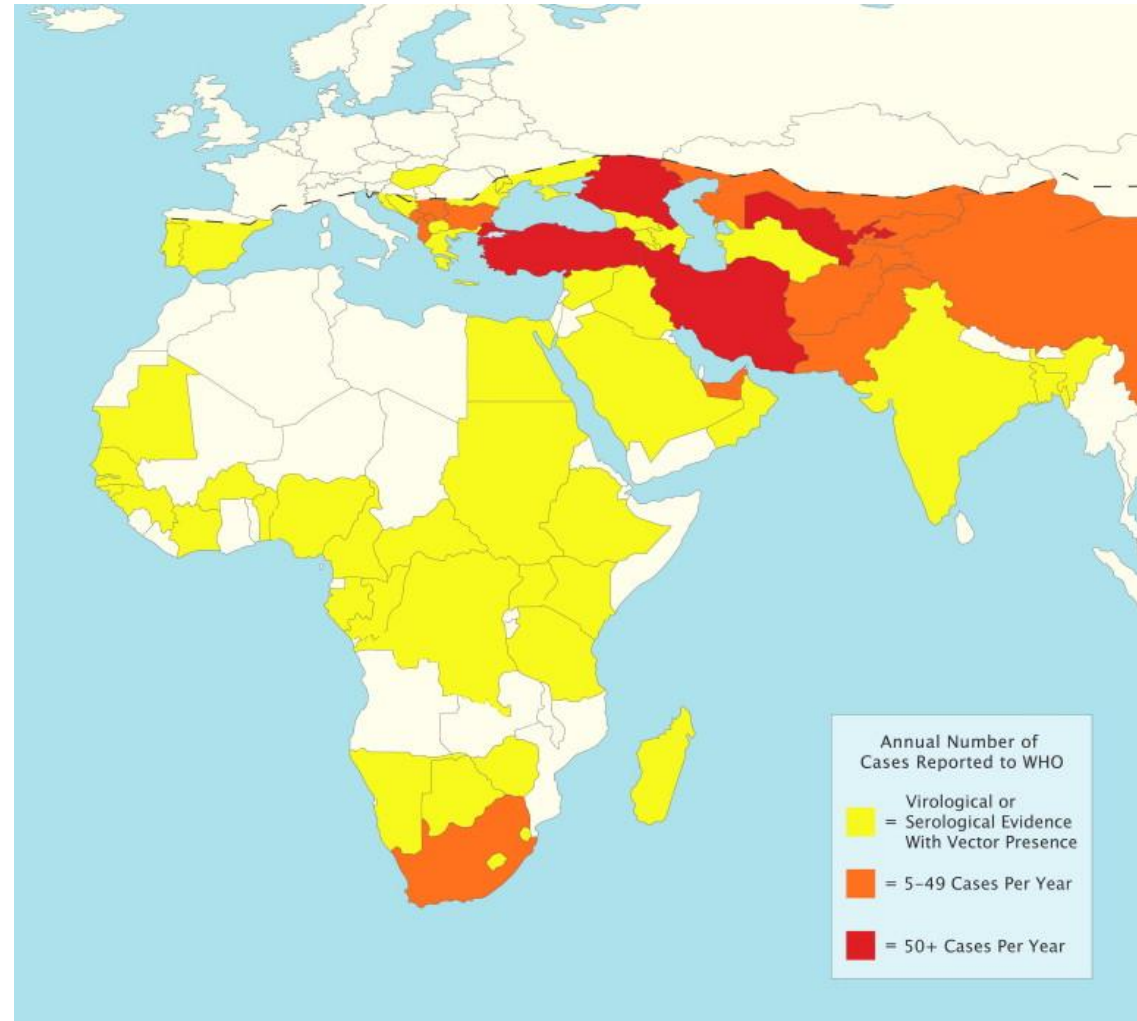 Annual Number of
Cases Reported to WHO
Virological or
= Serological Evidence
With Vector Presence
= 5–49 Cases Per Year
= 50+ Cases Per Year